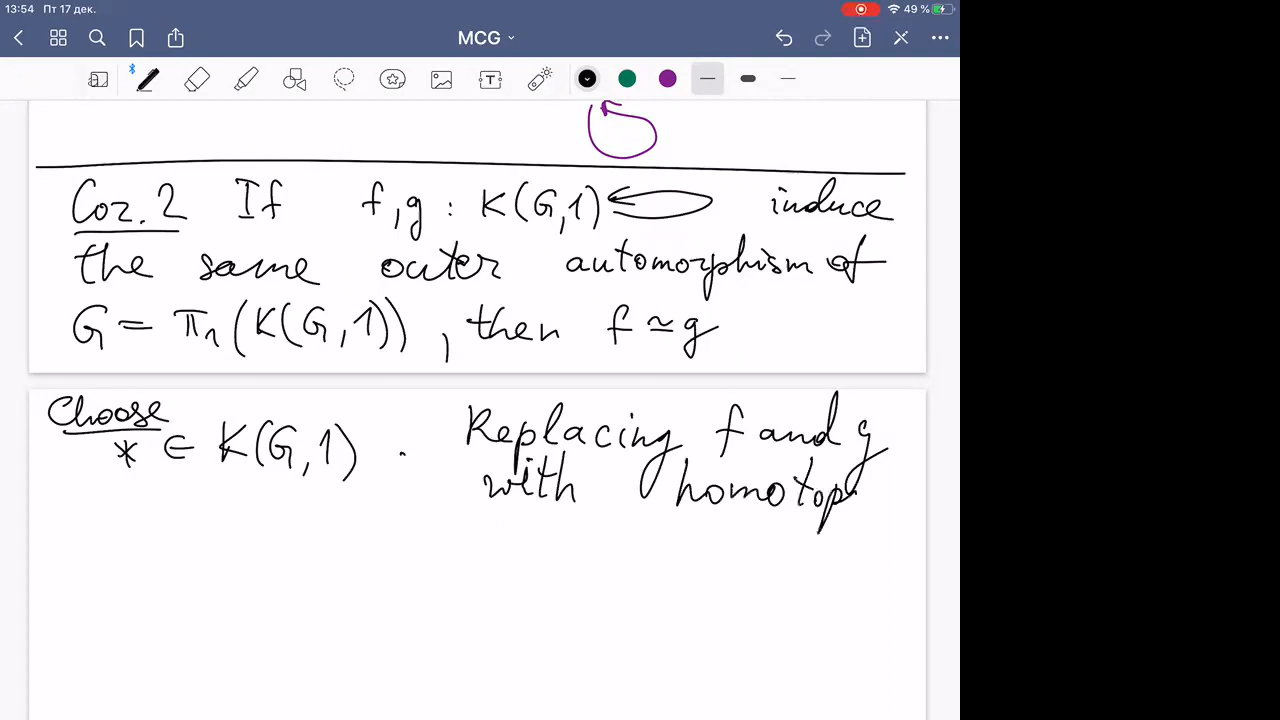 13:54 Пт 17 дек.
49 %
MCG
T
Cor. 2 If f, g : K(G,1) induce
the same outer automorphism of
G = π₁(K(G,1)), then f ≃ g
Choose
* ∈ K(G,1) . Replacing f and g
with homotop